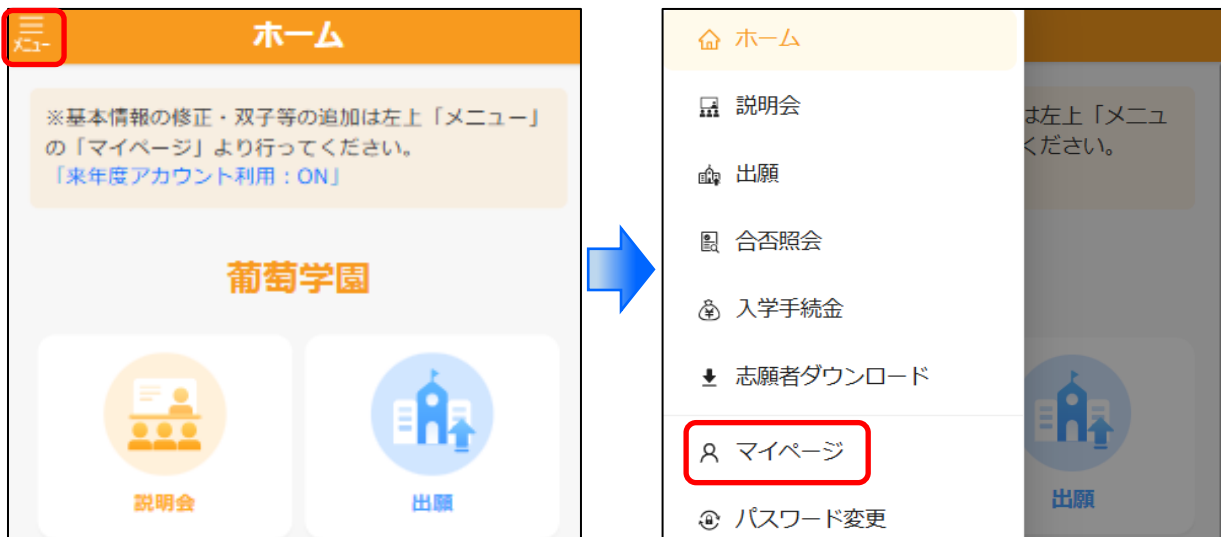 メニュー
ホーム
※基本情報の修正・双子等の追加は左上「メニュー」
の「マイページ」より行ってください。
「来年度アカウント利用：ON」
葡萄学園
説明会
出願
ホーム
説明会
出願
合否照会
入学手続金
志願者ダウンロード
マイページ
パスワード変更
は左上「メニュ
ください。
出願